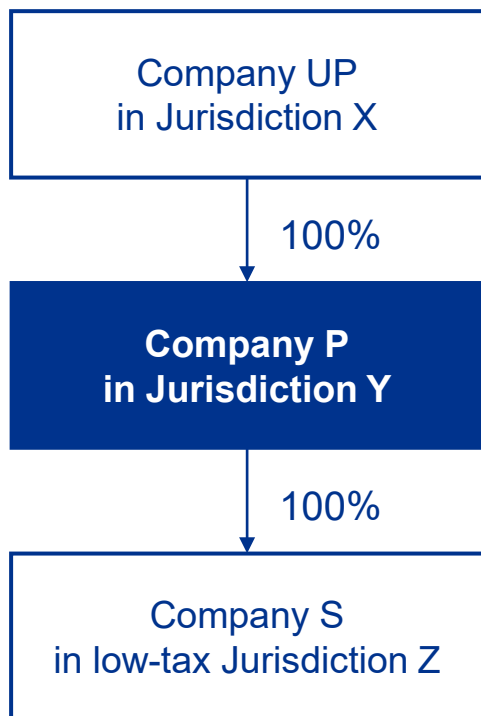 Company UP
in Jurisdiction X
100%
Company P
in Jurisdiction Y
100%
Company S
in low-tax Jurisdiction Z